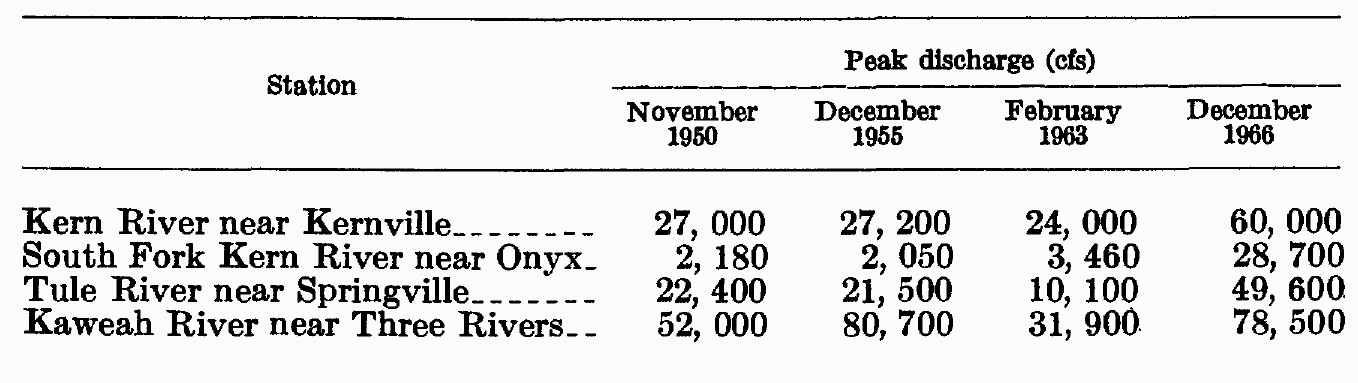 Station
Peak discharge (cfs)
November 1950 December 1955 February 1963 December 1966
Kern River near Kernville-------- 27, 000 27, 200 24, 000 60, 000
South Fork Kern River near Onyx- 2, 180 2, 050 3, 460 28, 700
Tule River near Springville------- 22, 400 21, 500 10, 100 49, 600
Kaweah River near Three Rivers-- 52, 000 80, 700 31, 900 78, 500